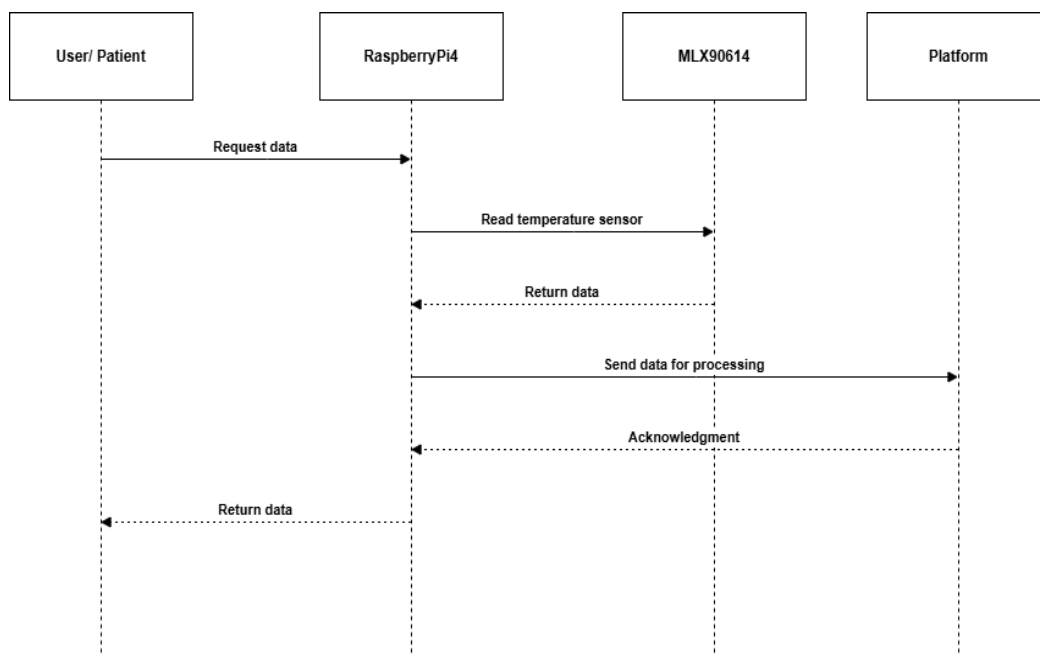 User/ Patient
RaspberryPi4
MLX90614
Platform
Request data
Read temperature sensor
Return data
Send data for processing
Acknowledgment
Return data